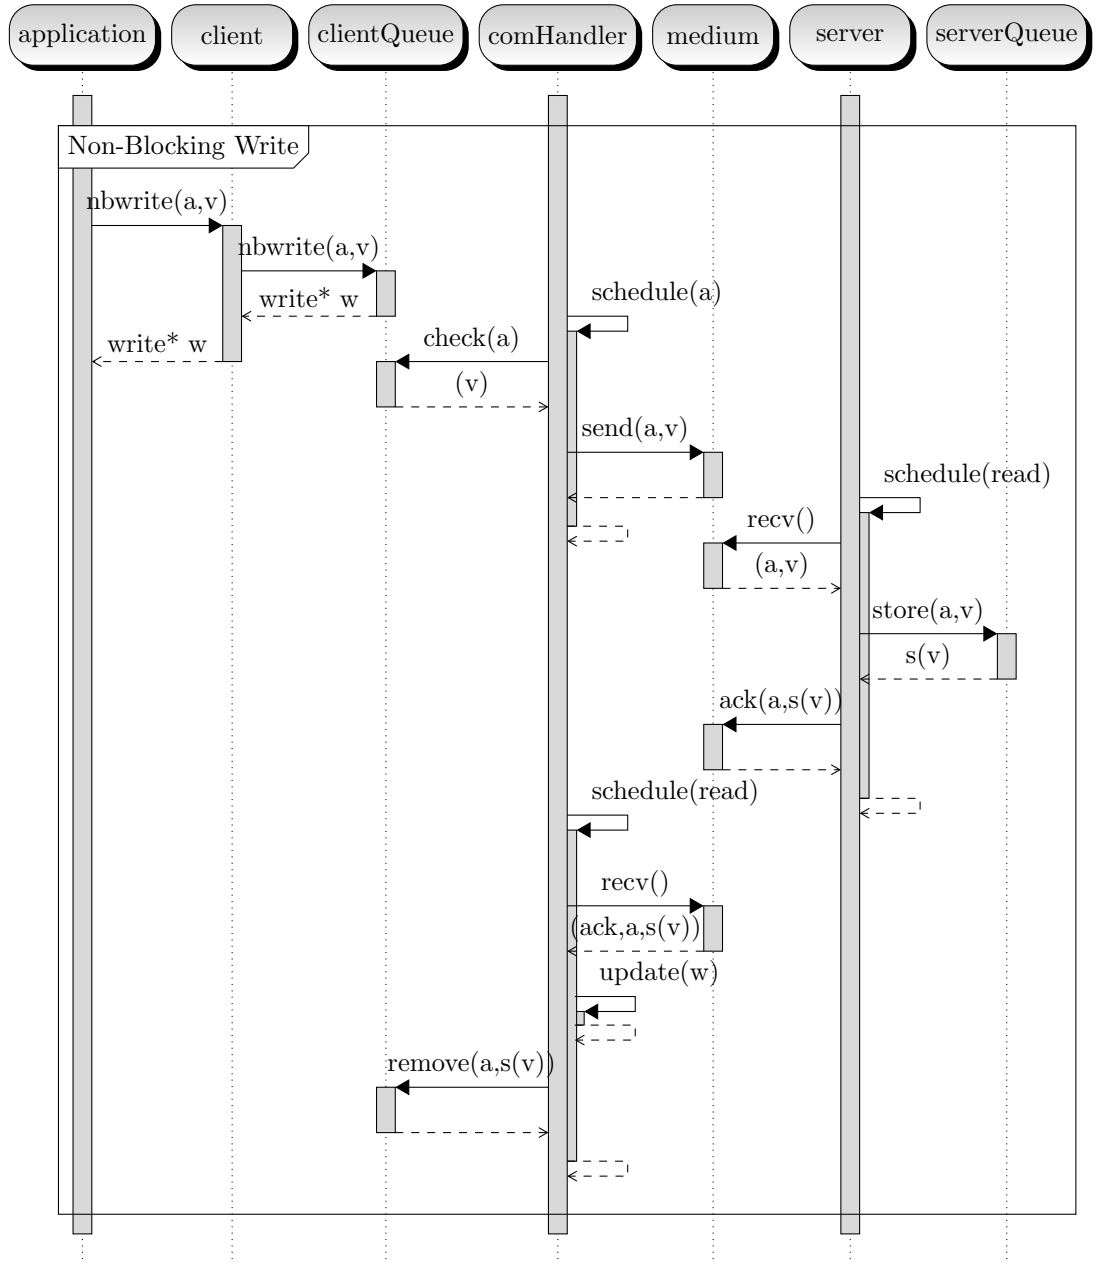 application
client
clientQueue
comHandler
medium
server
serverQueue
Non-Blocking Write
nbwrite(a,v)
nbwrite(a,v)
schedule(a)
write* w
check(a)
write* w
(v)
send(a,v)
schedule(read)
recv()
(a,v)
store(a,v)
s(v)
ack(a,s(v))
schedule(read)
recv()
(ack,a,s(v))
update(w)
remove(a,s(v))